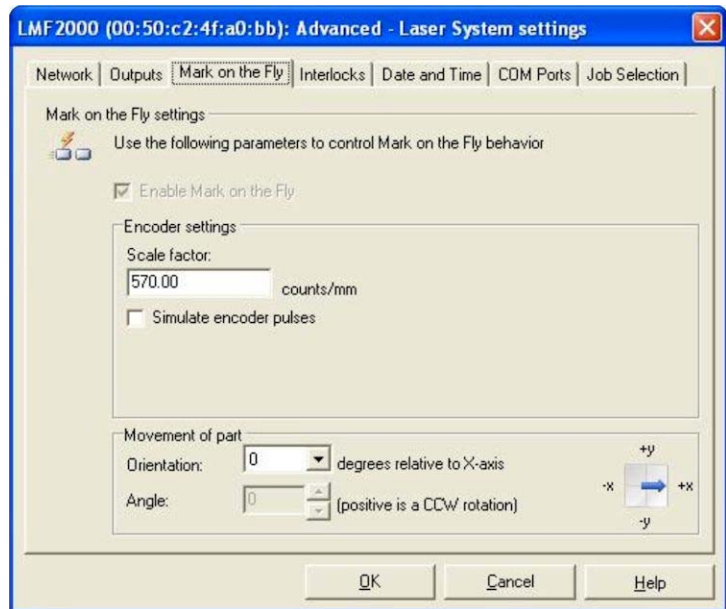 LMF2000 (00:50:c2:4f:a0:bb): Advanced - Laser System settings
Network Outputs Mark on the Fly Interlocks Date and Time COM Ports Job Selection
Mark on the Fly settings
Use the following parameters to control Mark on the Fly behavior
Enable Mark on the Fly
Encoder settings
Scale factor:
570.00 counts/mm
Simulate encoder pulses
Movement of part
Orientation: 0 degrees relative to X-axis
Angle: 0 (positive is a CCW rotation)
+y
-x +x
-y
OK Cancel Help